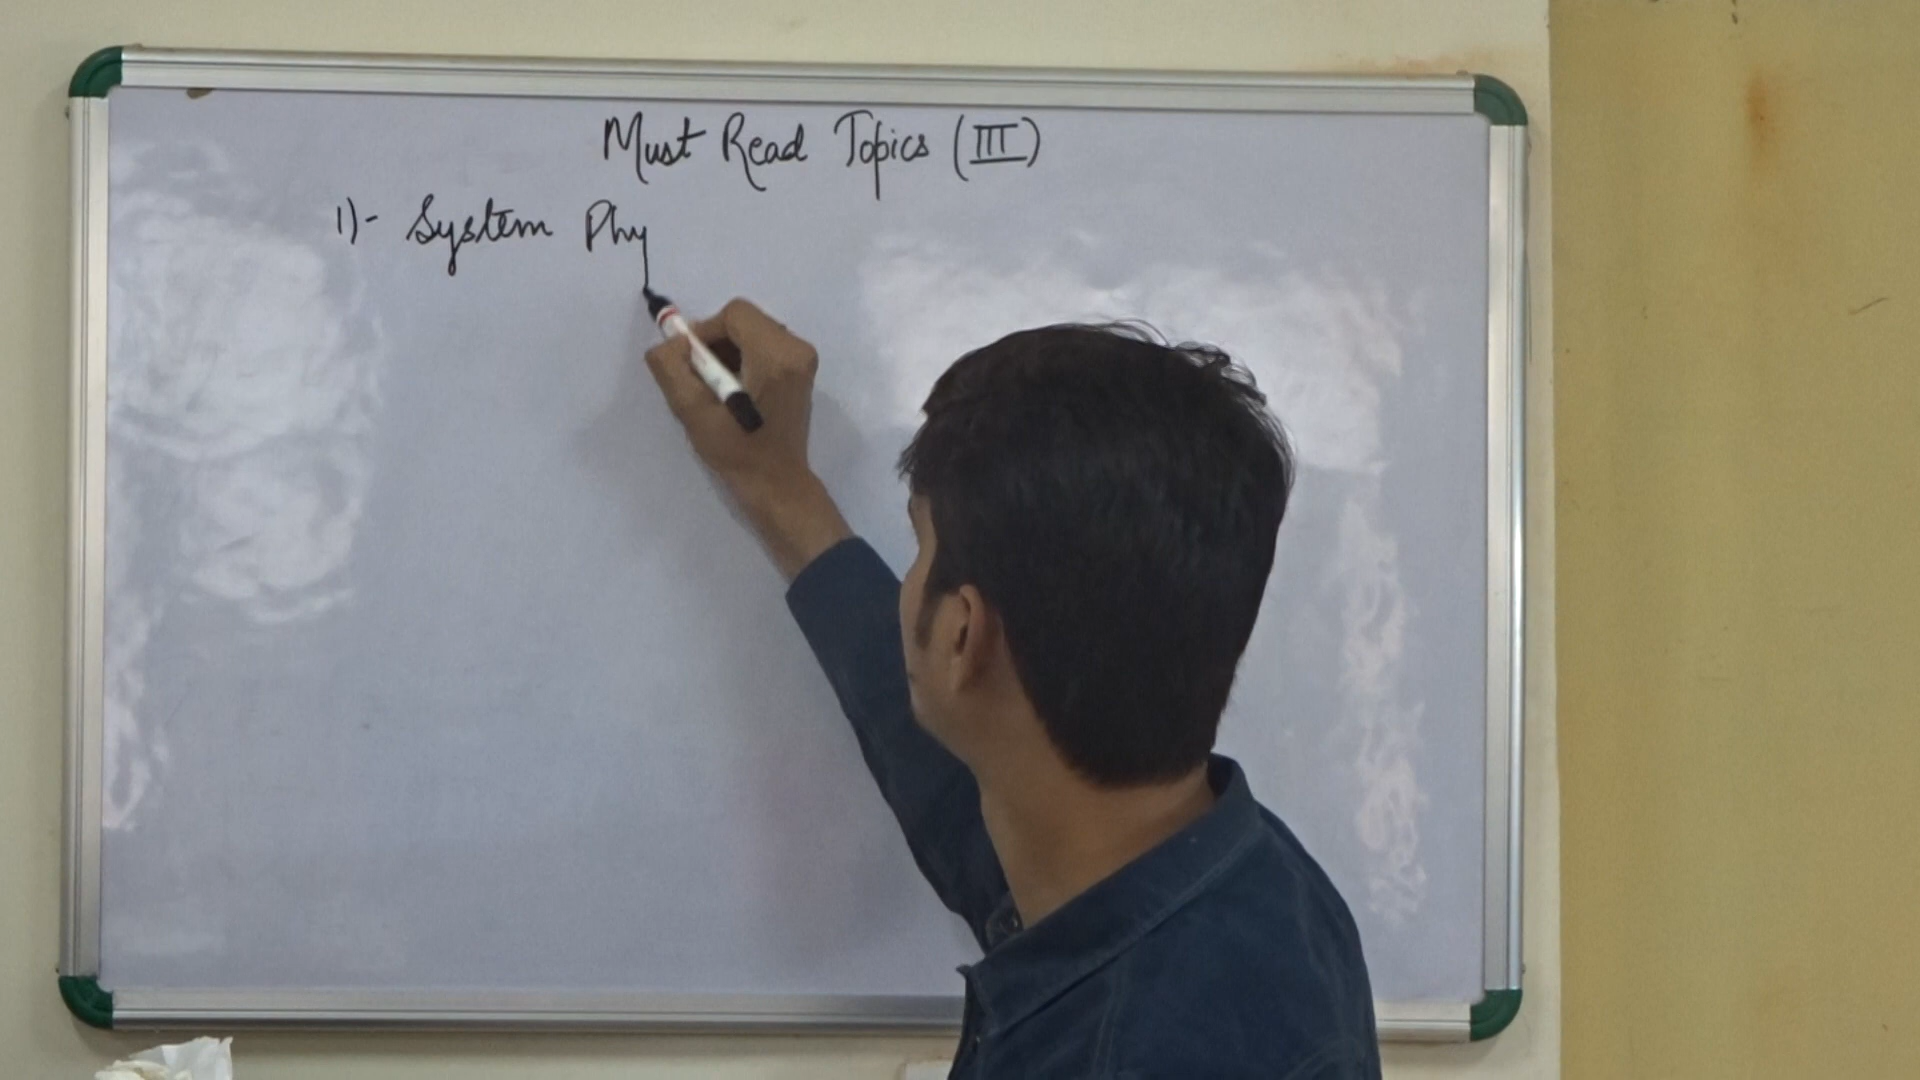 Must Read Topics (III)
1)- System Phy